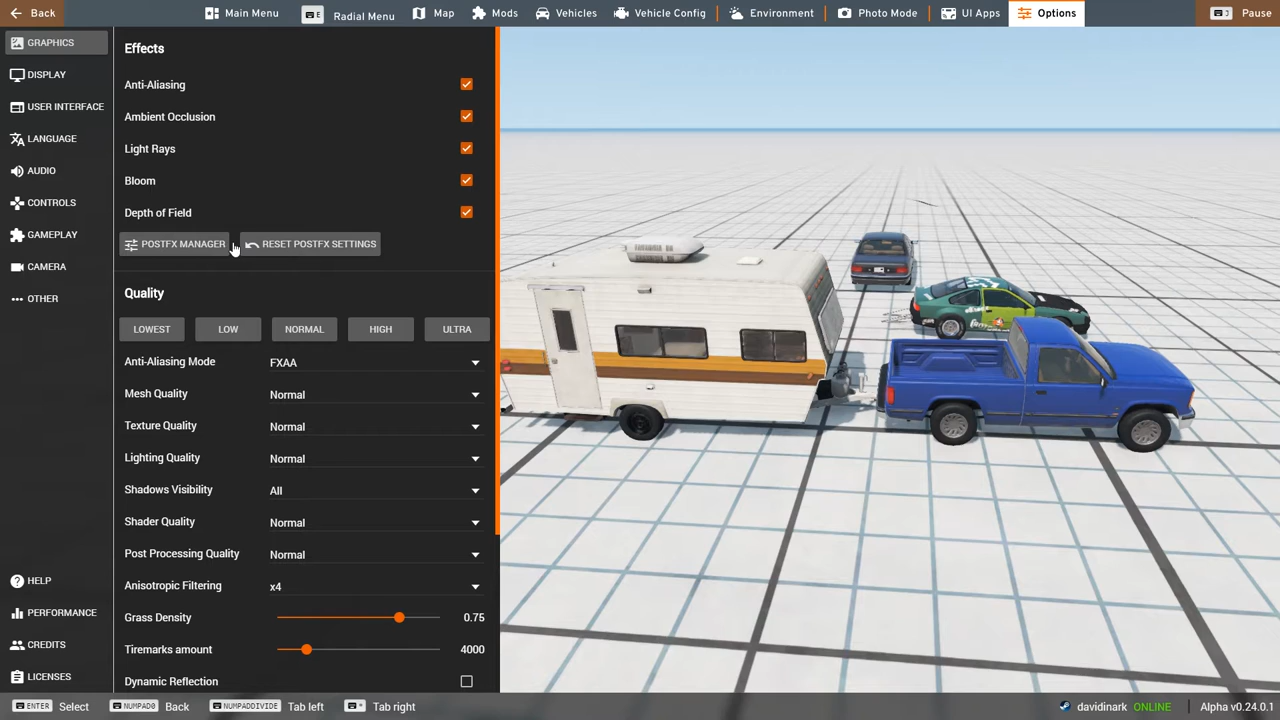 Back
Main Menu
E Radial Menu
Map
Mods
Vehicles
Vehicle Config
Environment
Photo Mode
UI Apps
Options
J Pause
GRAPHICS
DISPLAY
USER INTERFACE
LANGUAGE
AUDIO
CONTROLS
GAMEPLAY
CAMERA
OTHER
HELP
PERFORMANCE
CREDITS
LICENSES
Effects
Anti-Aliasing
Ambient Occlusion
Light Rays
Bloom
Depth of Field
POSTFX MANAGER RESET POSTFX SETTINGS
Quality
LOWEST LOW NORMAL HIGH ULTRA
Anti-Aliasing Mode FXAA
Mesh Quality Normal
Texture Quality Normal
Lighting Quality Normal
Shadows Visibility All
Shader Quality Normal
Post Processing Quality Normal
Anisotropic Filtering x4
Grass Density 0.75
Tiremarks amount 4000
Dynamic Reflection
ENTER Select NUMPAD0 Back NUMPADDIVIDE Tab left * Tab right
davidinark ONLINE Alpha v0.24.0.1